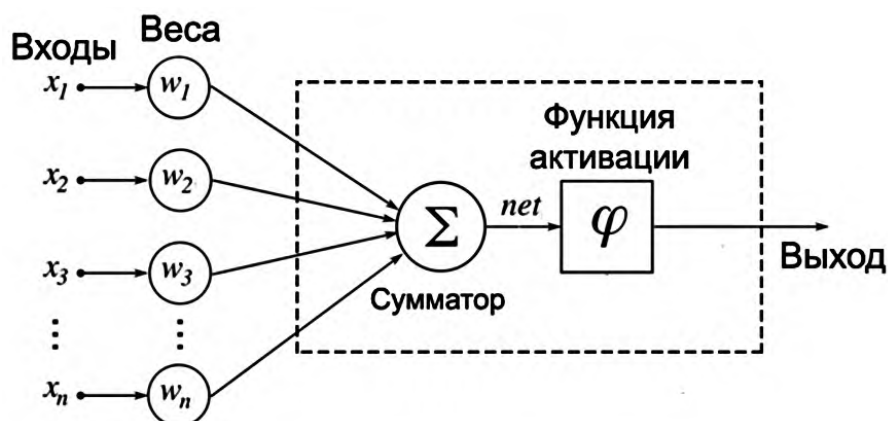 Входы
Веса
x1
w1
x2
w2
x3
w3
xn
wn
Σ
Сумматор
net
Функция
активации
φ
Выход